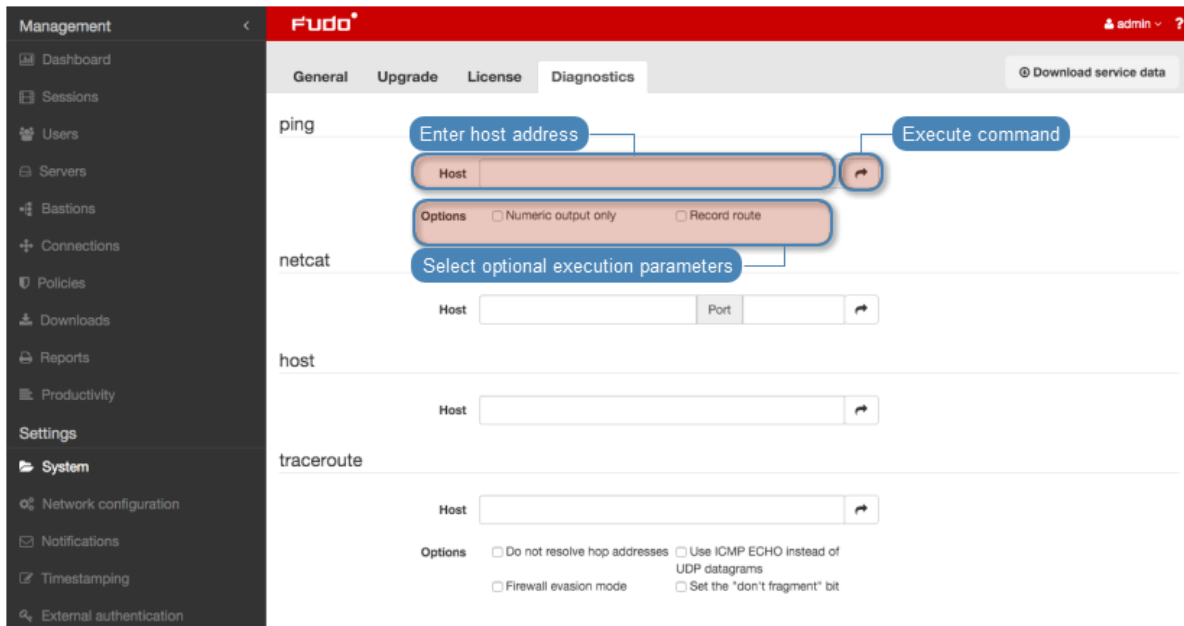 Management
Fudo
admin ?
Dashboard
General Upgrade License Diagnostics Download service data
Sessions
Users
ping
Enter host address Execute command
Servers
Host
Bastions
Options Numeric output only Record route
Connections
netcat
Select optional execution parameters
Policies
Downloads
Host Port
Reports
host
Productivity
Host
Settings
System
traceroute
Network configuration
Host
Notifications
Options Do not resolve hop addresses Use ICMP ECHO instead of
UDP datagrams
Timestamping
Firewall evasion mode Set the "don't fragment" bit
External authentication